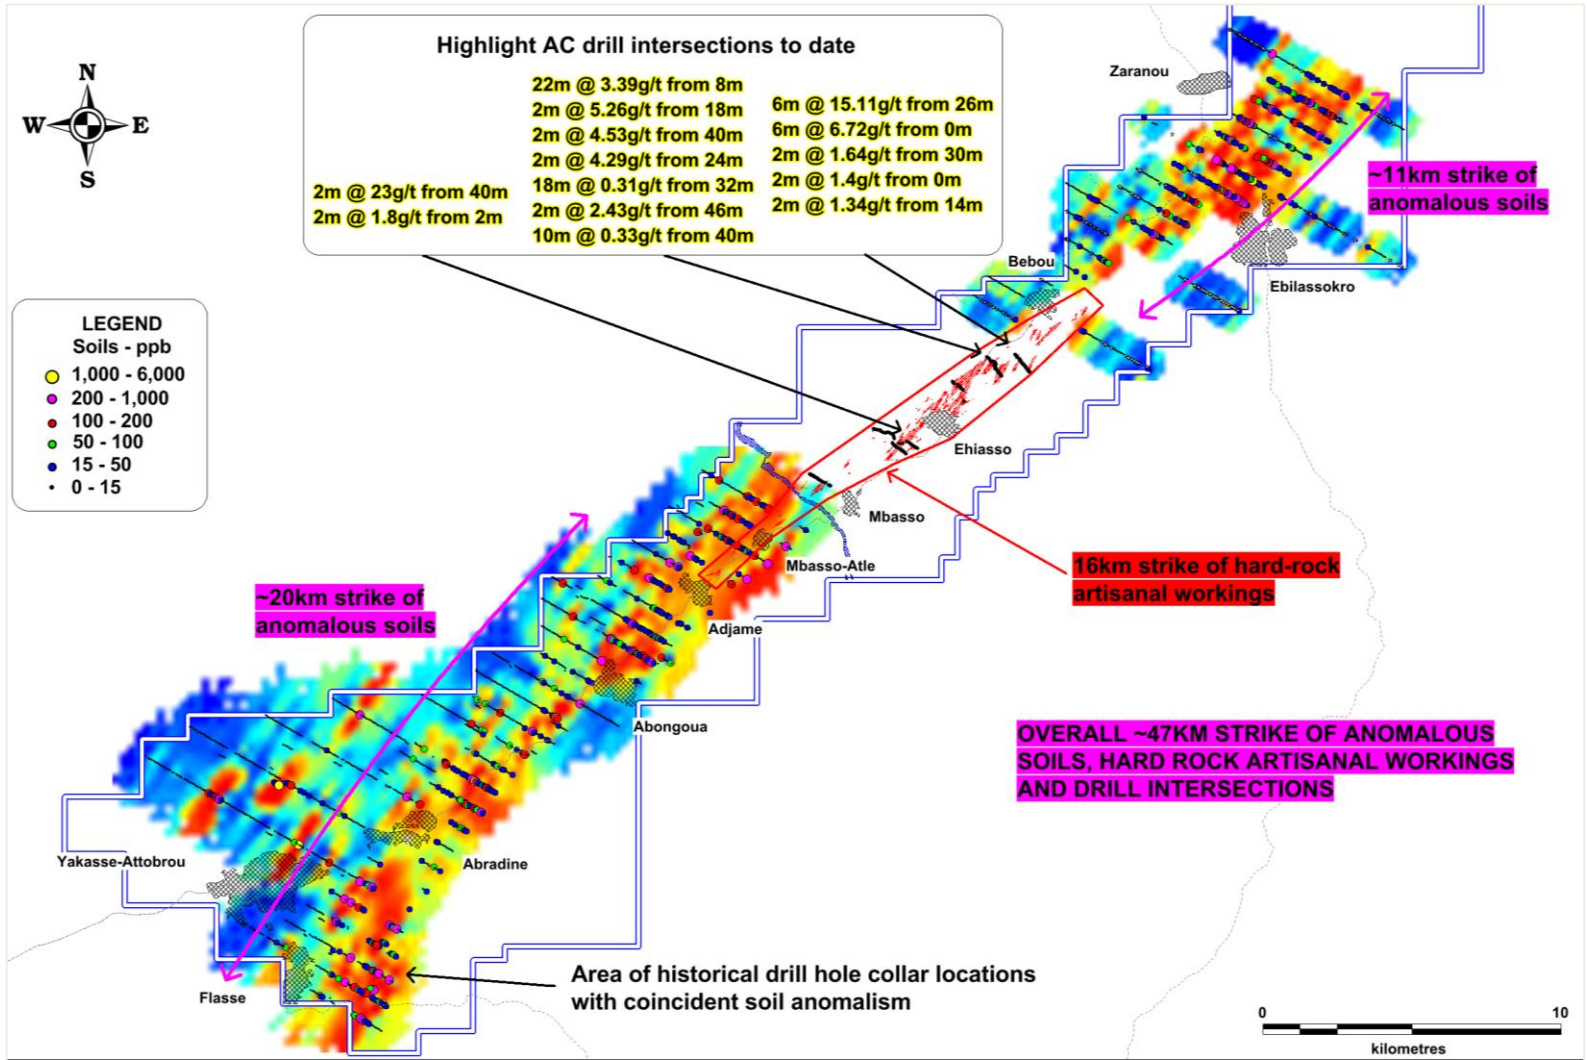 N
W
E
S
Highlight AC drill intersections to date
2m @ 23g/t from 40m
2m @ 1.8g/t from 2m
22m @ 3.39g/t from 8m
2m @ 5.26g/t from 18m
2m @ 4.53g/t from 40m
2m @ 4.29g/t from 24m
18m @ 0.31g/t from 32m
2m @ 2.43g/t from 46m
10m @ 0.33g/t from 40m
6m @ 15.11g/t from 26m
6m @ 6.72g/t from 0m
2m @ 1.64g/t from 30m
2m @ 1.4g/t from 0m
2m @ 1.34g/t from 14m
Zaranou
~11km strike of
anomalous soils
Bebou
Ebilassokro
LEGEND
Soils - ppb
1,000 - 6,000
200 - 1,000
100 - 200
50 - 100
15 - 50
0 - 15
Ehiasso
Mbasso
Mbasso-Atle
16km strike of hard-rock
artisanal workings
~20km strike of
anomalous soils
Adjame
Abongoua
OVERALL ~47KM STRIKE OF ANOMALOUS
SOILS, HARD ROCK ARTISANAL WORKINGS
AND DRILL INTERSECTIONS
Yakasse-Attobrou
Abradine
Flasse
Area of historical drill hole collar locations
with coincident soil anomalism
0
10
kilometres